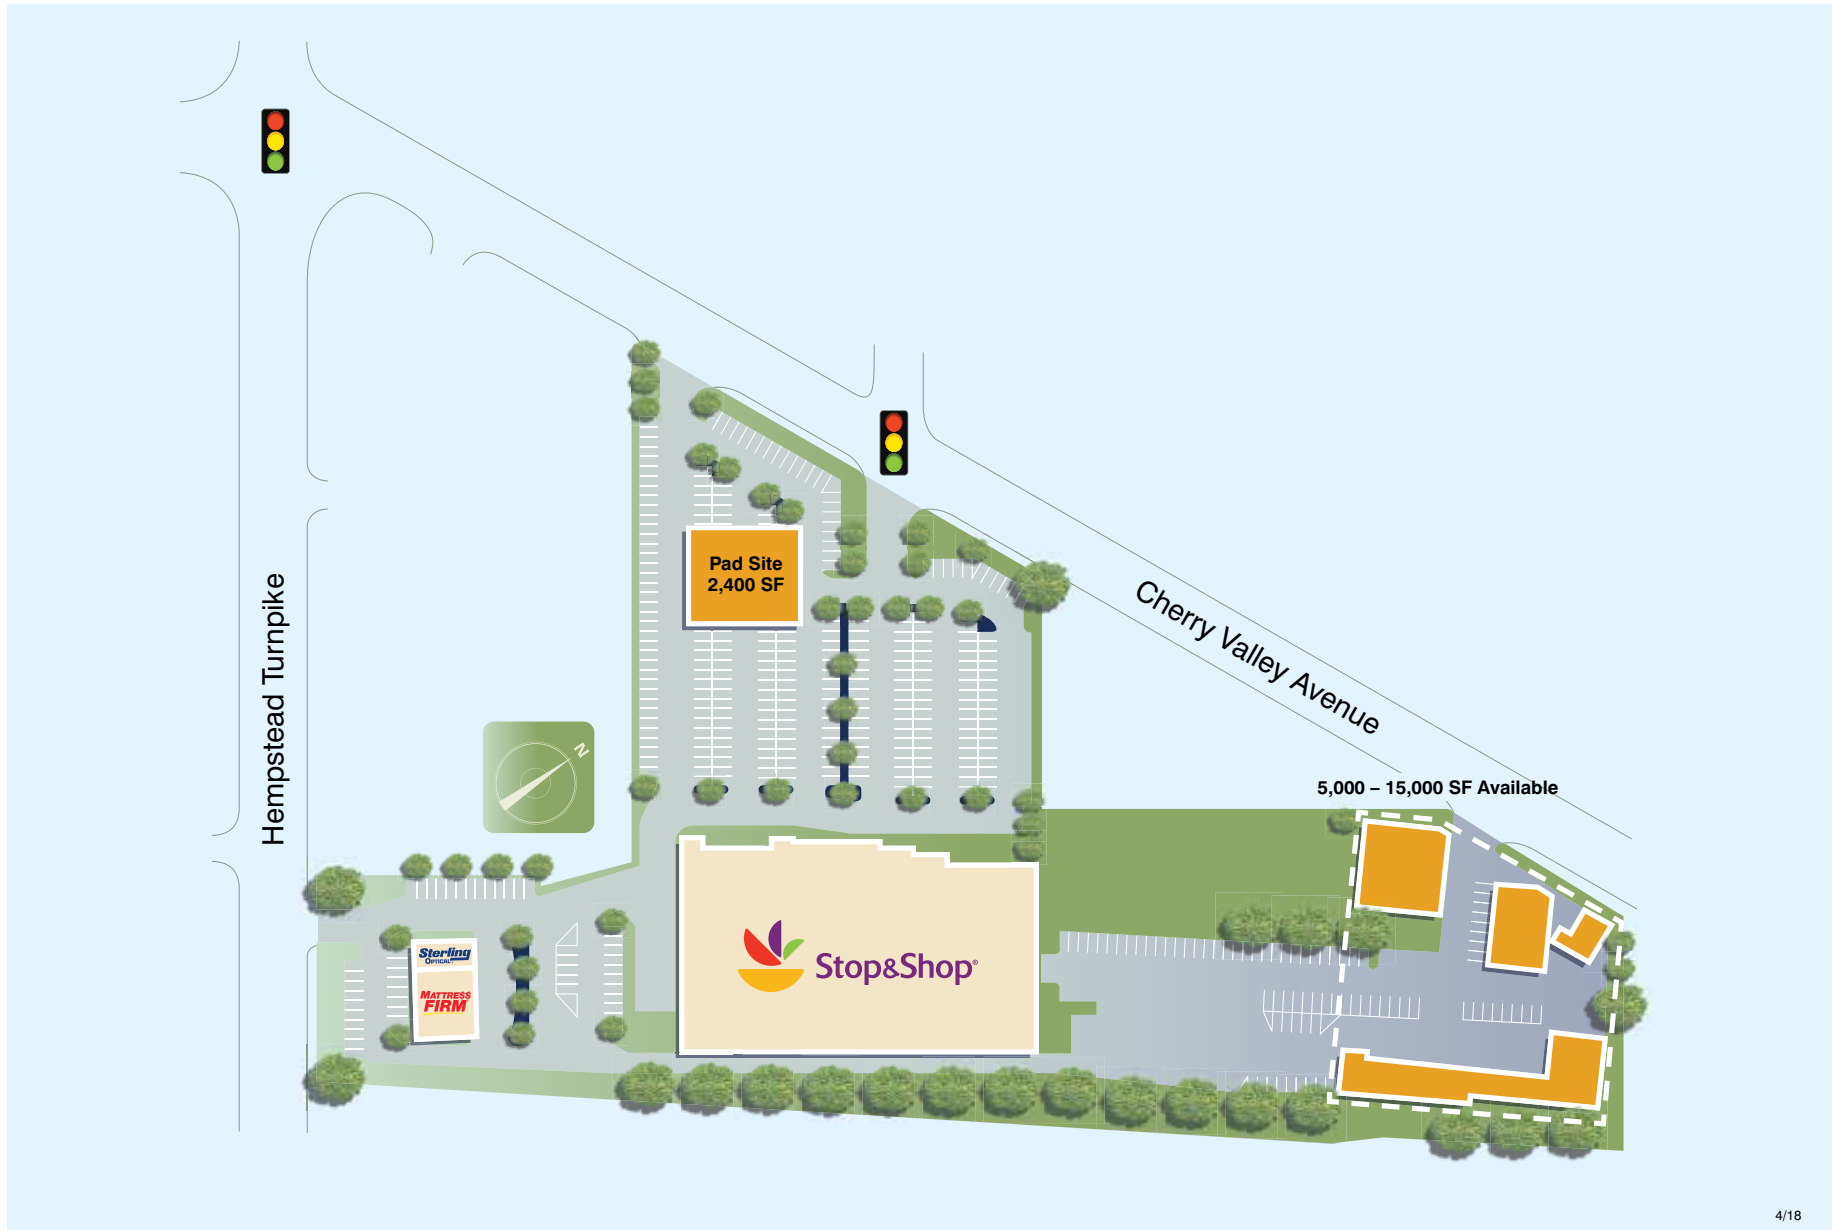 Pad Site
2,400 SF
Hempstead Turnpike
Cherry Valley Avenue
N
5,000 – 15,000 SF Available
Sterling
OPTICAL
MATTRESS
FIRM
Stop&Shop®
4/18